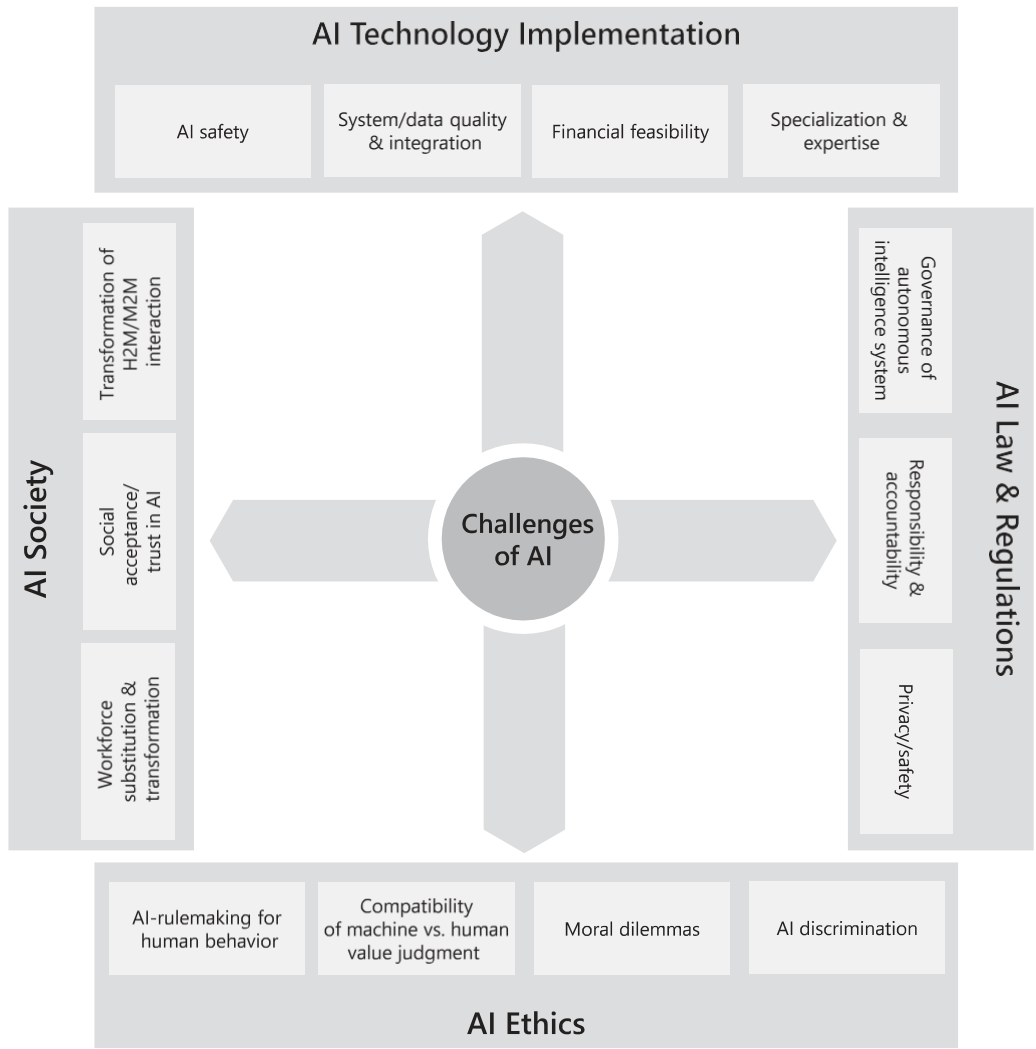 AI Technology Implementation
AI safety
System/data quality
& integration
Financial feasibility
Specialization &
expertise
AI Society
Transformation of
H2M/M2M
interaction
Social
acceptance/
trust in AI
Workforce
substitution &
transformation
Challenges
of AI
AI Law & Regulations
Governance of
autonomous
intelligence system
Responsibility &
accountability
Privacy/safety
AI-rulemaking for
human behavior
Compatibility
of machine vs. human
value judgment
Moral dilemmas
AI discrimination
AI Ethics